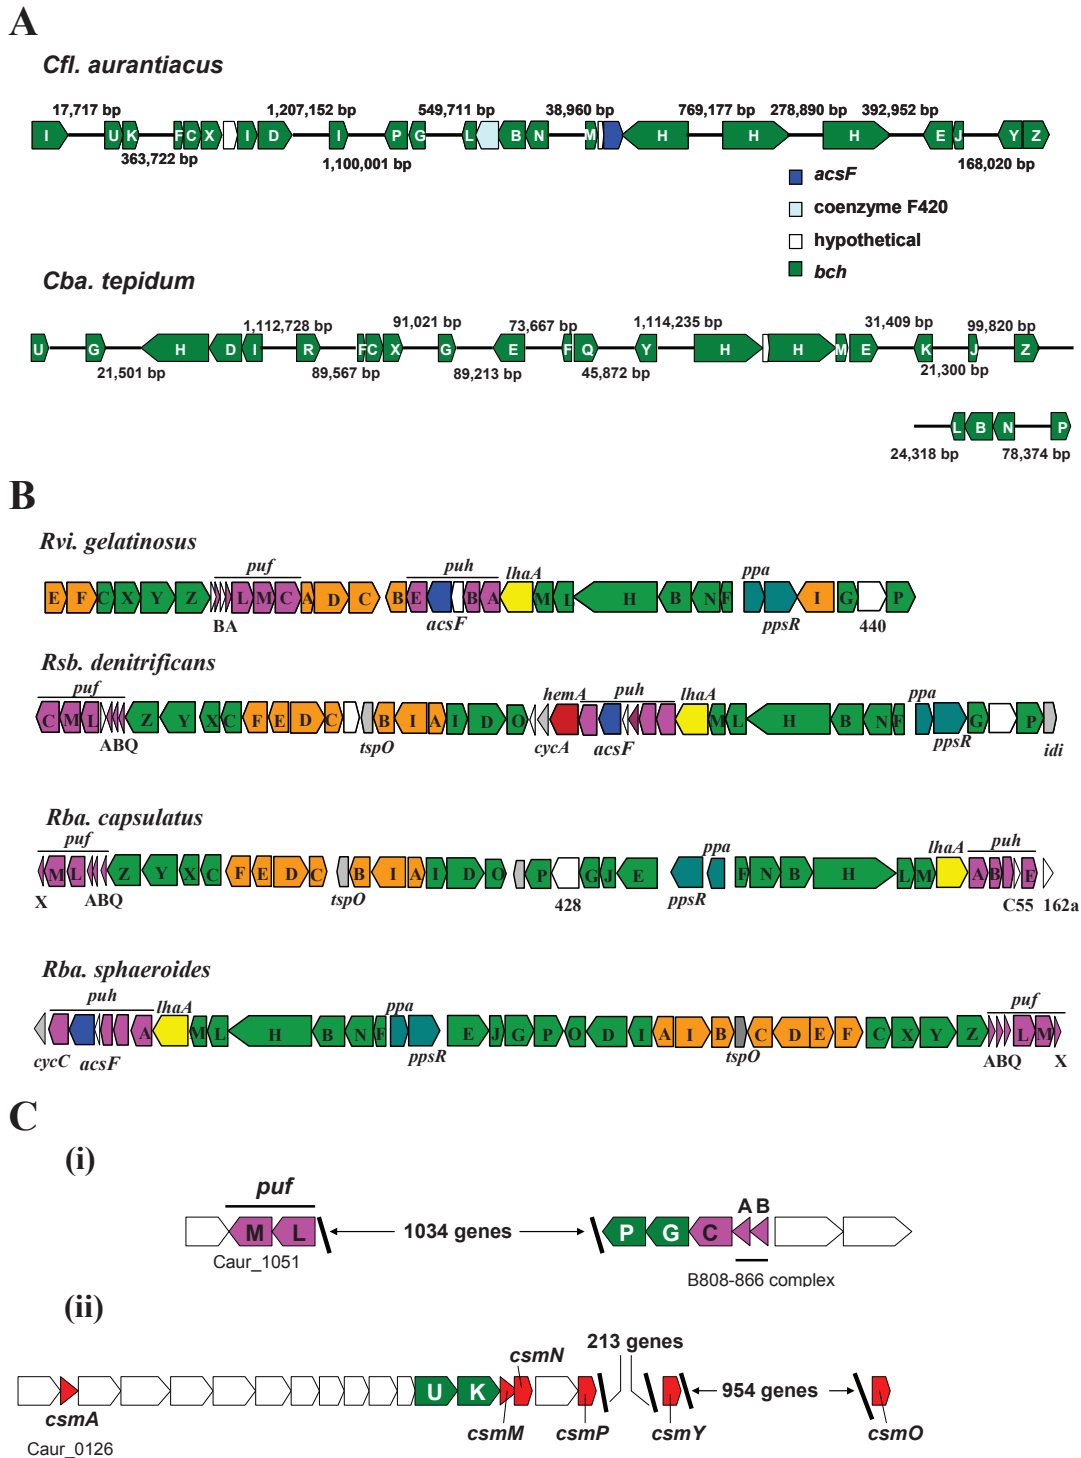 A
Cfl. aurantiacus
17,717 bp 1,207,152 bp 549,711 bp 38,960 bp 769,177 bp 278,890 bp 392,952 bp
I U K F C X I D I P G L B N M H H H E J Y Z
363,722 bp 1,100,001 bp 168,020 bp
acsF
coenzyme F420
hypothetical
bch
Cba. tepidum
1,112,728 bp 91,021 bp 73,667 bp 1,114,235 bp 31,409 bp 99,820 bp
U G H D I R F C X G E F Q Y H H M E K J Z
21,501 bp 89,567 bp 89,213 bp 45,872 bp 21,300 bp
L B N P
24,318 bp 78,374 bp
B
Rvi. gelatinosus
puf puh lhaA ppa
E F C X Y Z L M C A D C B E B A M L H B N F I G P
BA acsF ppsR 440
Rsb. denitrificans
puf hemA puh lhaA ppa
C M L Z Y X C F E D C B I A I D O M L H B N F G P
ABQ tspO cycA acsF ppsR idi
Rba. capsulatus
puf ppa lhaA puh
M L Z Y X C F E D C B I A I D O P G J E F N B H L M A B E
X ABQ tspO 428 ppsR C55 162a
Rba. sphaeroides
puh lhaA ppa puf
A M L H B N F E J G P O D I A I B C D E F C X Y Z L M
cycC acsF ppsR tspO ABQ X
C
(i)
puf
A B
M L 1034 genes P G C
Caur_1051 B808-866 complex
(ii)
213 genes
csmN
U K 954 genes
csmA csmM csmP csmY csmO
Caur_0126